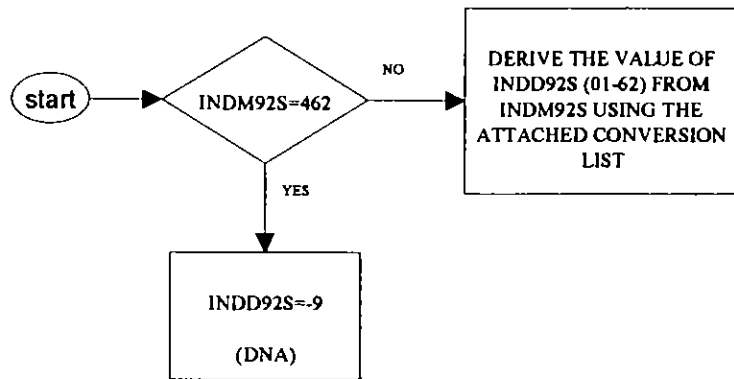 start
INDM92S=462
NO
DERIVE THE VALUE OF
INDD92S (01-62) FROM
INDM92S USING THE
ATTACHED CONVERSION
LIST
YES
INDD92S=-9
(DNA)